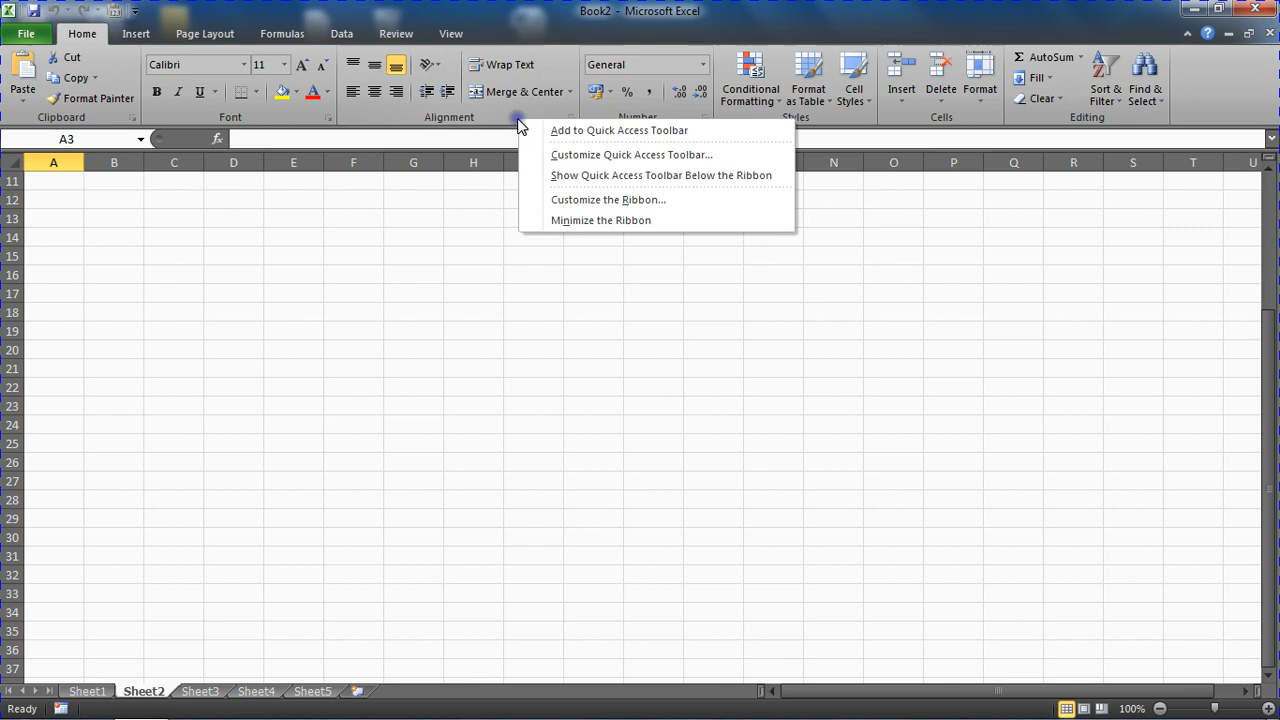 Book2 - Microsoft Excel
File Home Insert Page Layout Formulas Data Review View
Paste
Cut
Copy
Format Painter
Clipboard
Calibri 11
B I U A
Font
Wrap Text
Merge & Center
Alignment
General
% ,
Number
Conditional Formatting
Format as Table
Cell Styles
Styles
Insert Delete Format
Cells
AutoSum
Fill
Clear
Sort & Filter
Find & Select
Editing
A3 fx
Add to Quick Access Toolbar
Customize Quick Access Toolbar...
Show Quick Access Toolbar Below the Ribbon
Customize the Ribbon...
Minimize the Ribbon
A B C D E F G H N O P Q R S T U
11
12
13
14
15
16
17
18
19
20
21
22
23
24
25
26
27
28
29
30
31
32
33
34
35
36
37
Sheet1 Sheet2 Sheet3 Sheet4 Sheet5
Ready 100%